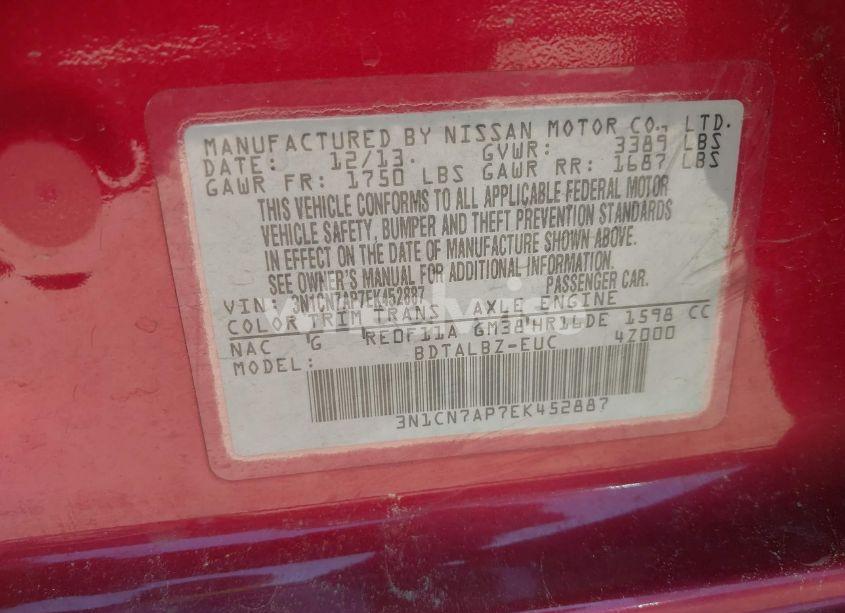 MANUFACTURED BY NISSAN MOTOR CO., LTD.
DATE: 12/13. GVWR: 3389 LBS
GAWR FR: 1750 LBS GAWR RR: 1687 LBS
THIS VEHICLE CONFORMS TO ALL APPLICABLE FEDERAL MOTOR
VEHICLE SAFETY, BUMPER AND THEFT PREVENTION STANDARDS
IN EFFECT ON THE DATE OF MANUFACTURE SHOWN ABOVE.
SEE OWNER'S MANUAL FOR ADDITIONAL INFORMATION.
PASSENGER CAR.
VIN: 3N1CN7AP7EK452887
COLOR TRIM TRANS AXLE ENGINE
NAC G RE0F11A GM38 HR16DE 1598 CC
MODEL: BDTALBZ-EUC 4Z000
3N1CN7AP7EK452887